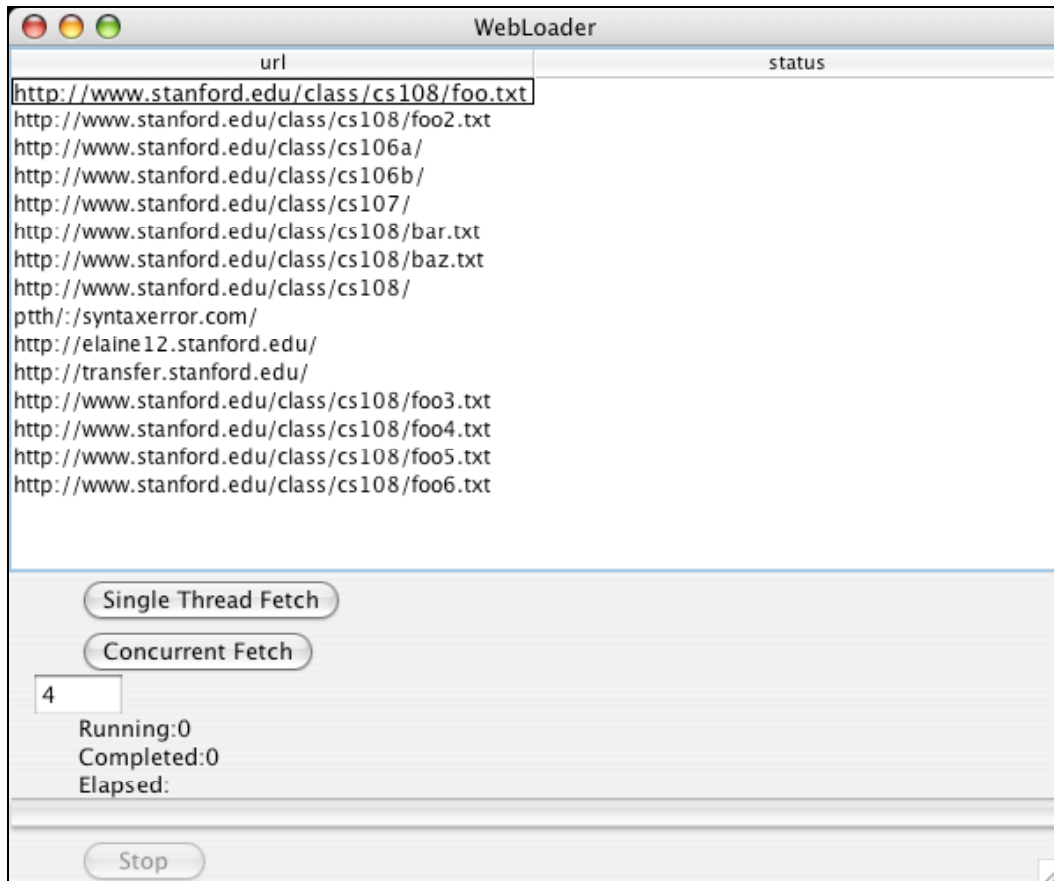 WebLoader
url status
http://www.stanford.edu/class/cs108/foo.txt
http://www.stanford.edu/class/cs108/foo2.txt
http://www.stanford.edu/class/cs106a/
http://www.stanford.edu/class/cs106b/
http://www.stanford.edu/class/cs107/
http://www.stanford.edu/class/cs108/bar.txt
http://www.stanford.edu/class/cs108/baz.txt
http://www.stanford.edu/class/cs108/
ptth/:/syntaxerror.com/
http://elaine12.stanford.edu/
http://transfer.stanford.edu/
http://www.stanford.edu/class/cs108/foo3.txt
http://www.stanford.edu/class/cs108/foo4.txt
http://www.stanford.edu/class/cs108/foo5.txt
http://www.stanford.edu/class/cs108/foo6.txt
Single Thread Fetch
Concurrent Fetch
4
Running:0
Completed:0
Elapsed:
Stop